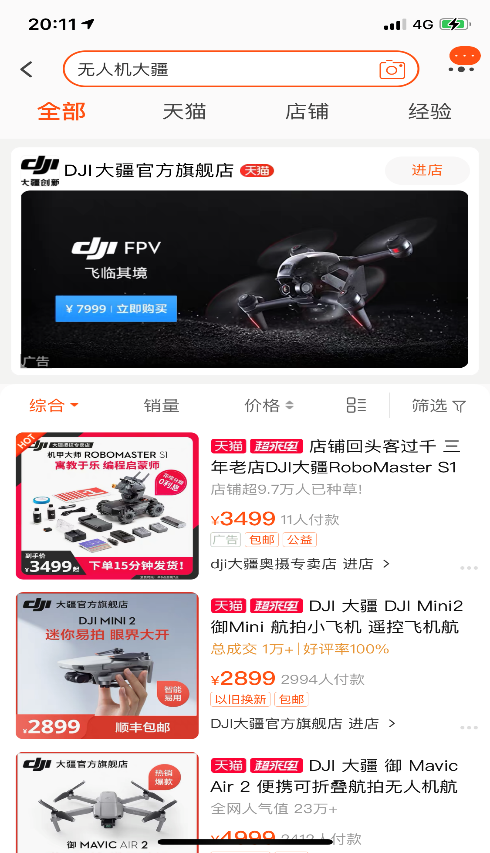 20:11
4G
无人机大疆
全部 天猫 店铺 经验
dji
大疆创新
DJI大疆官方旗舰店 天猫
进店
dji FPV
飞临其境
¥ 7999 | 立即购买
广告
综合 销量 价格 筛选
HOT
dji 大疆奥摄专卖店
机甲大师 ROBOMASTER S1
寓教于乐 编程启蒙师
0利息
到手价
¥3499 下单15分钟发货!
天猫 超来电 店铺回头客过千 三
年老店DJI大疆RoboMaster S1
店铺超9.7万人已种草!
¥3499 11人付款
广告 包邮 公益
dji大疆奥摄专卖店 进店 >
dji 大疆官方旗舰店
DJI MINI 2
迷你易拍 眼界大开
智能
易用
¥2899 顺丰包邮
天猫 超来电 DJI 大疆 DJI Mini2
御Mini 航拍小飞机 遥控飞机航
总成交 1万+ | 好评率100%
¥2899 2994人付款
以旧换新 包邮
DJI大疆官方旗舰店 进店 >
dji 大疆官方旗舰店
热销
爆款
御 MAVIC AIR 2
天猫 超来电 DJI 大疆 御 Mavic
Air 2 便携可折叠航拍无人机航
全网人气值 23万+
¥4999 2412人付款